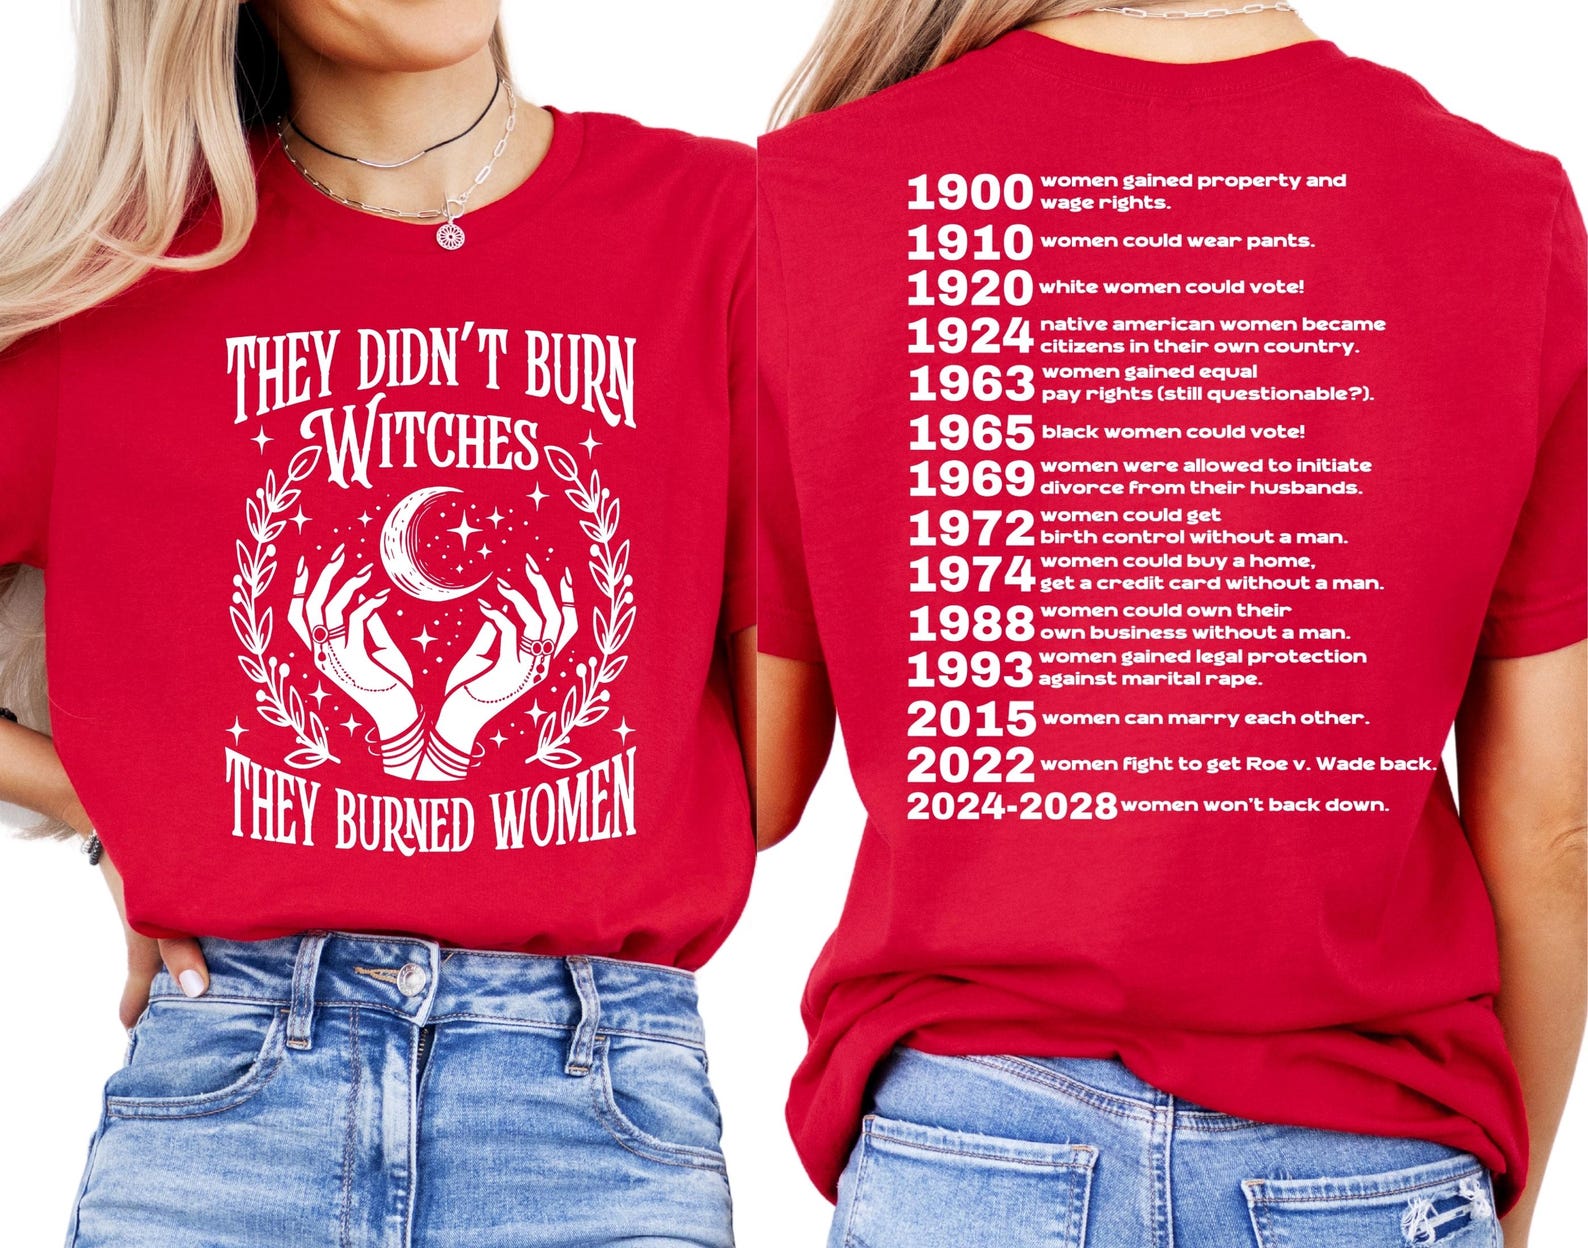 THEY DIDN'T BURN
WITCHES
THEY BURNED WOMEN
1900 women gained property and
wage rights.
1910 women could wear pants.
1920 white women could vote!
1924 native american women became
citizens in their own country.
1963 women gained equal
pay rights (still questionable?).
1965 black women could vote!
1969 women were allowed to initiate
divorce from their husbands.
1972 women could get
birth control without a man.
1974 women could buy a home,
get a credit card without a man.
1988 women could own their
own business without a man.
1993 women gained legal protection
against marital rape.
2015 women can marry each other.
2022 women fight to get Roe v. Wade back.
2024-2028 women won't back down.